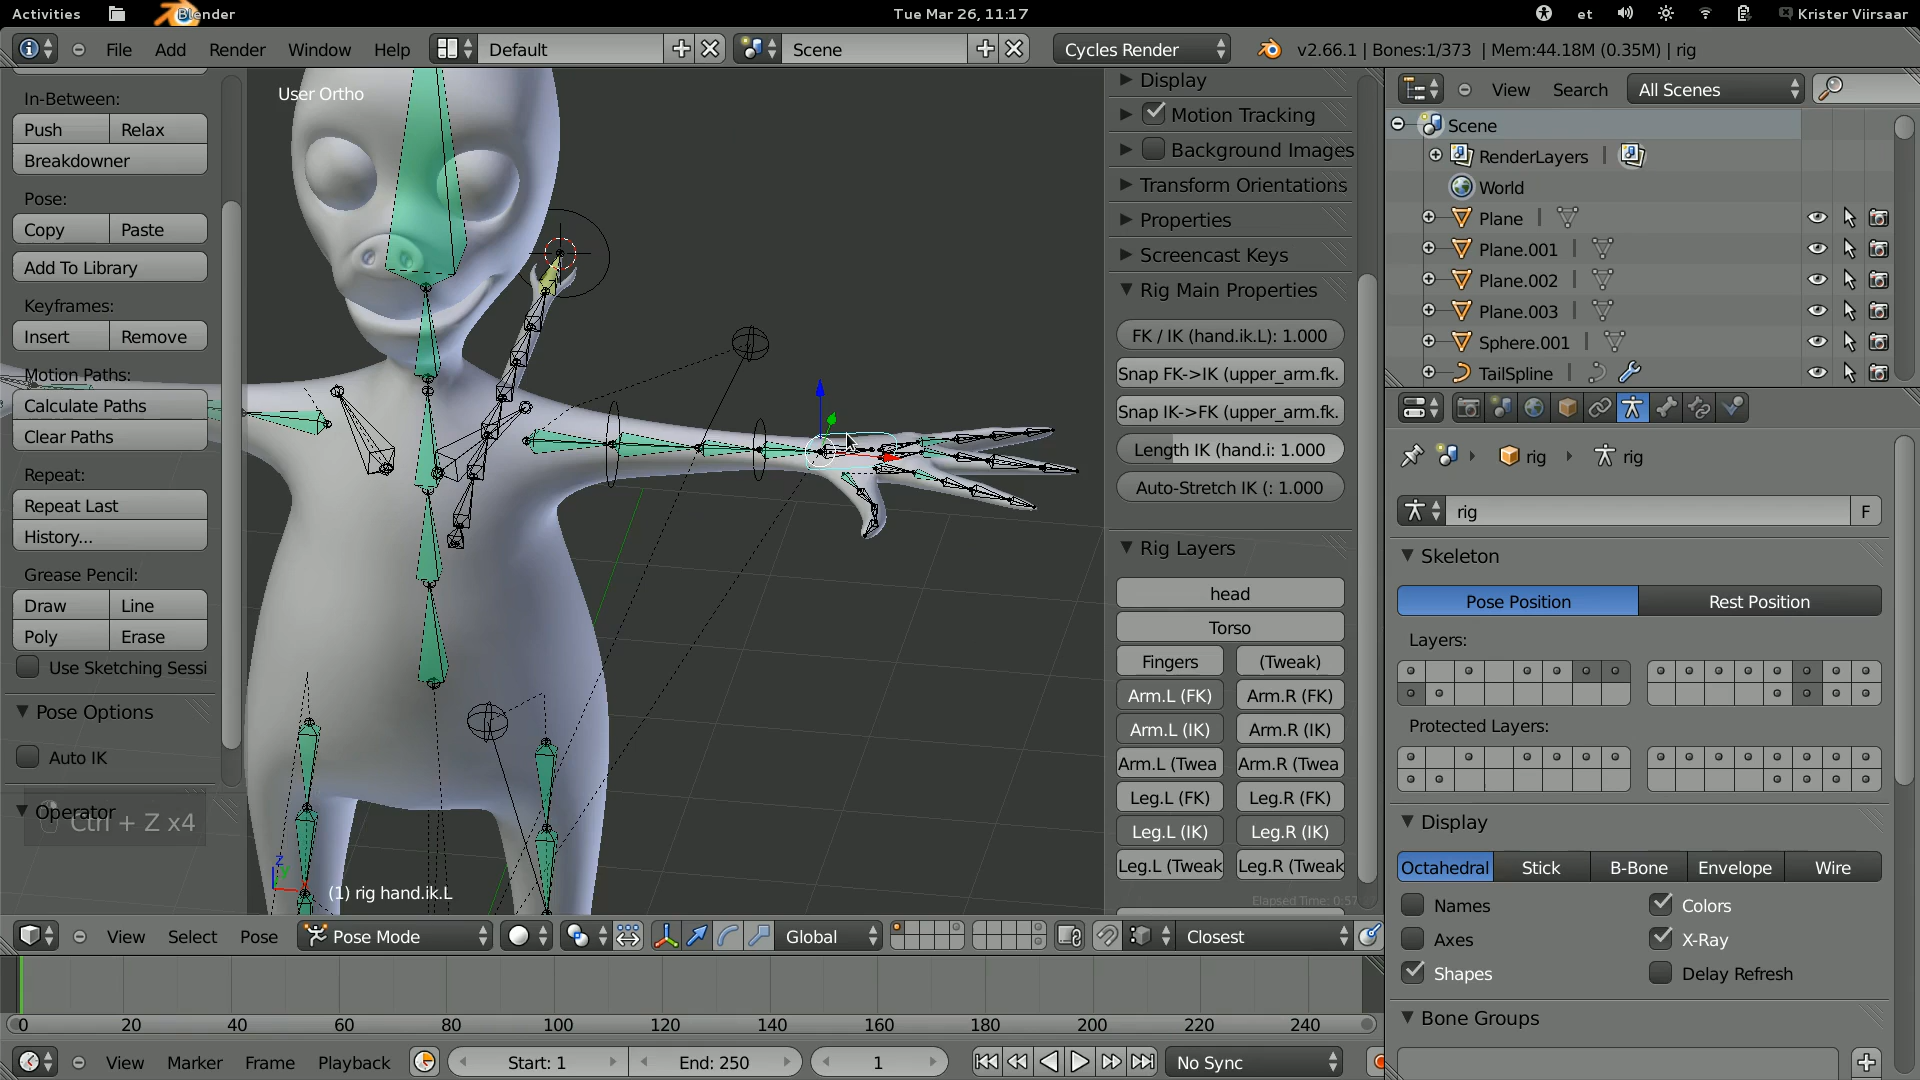 Activities Blender Tue Mar 26, 11:17 et Krister Viirsaar
File Add Render Window Help Default Scene Cycles Render v2.66.1 | Bones:1/373 | Mem:44.18M (0.35M) | rig
In-Between:
Push Relax
Breakdowner
Pose:
Copy Paste
Add To Library
Keyframes:
Insert Remove
Motion Paths:
Calculate Paths
Clear Paths
Repeat:
Repeat Last
History...
Grease Pencil:
Draw Line
Poly Erase
Use Sketching Sessi
Pose Options
Auto IK
Operator
Ctrl + Z x4
User Ortho
z
y
(1) rig hand.ik.L
Display
Motion Tracking
Background Images
Transform Orientations
Properties
Screencast Keys
Rig Main Properties
FK / IK (hand.ik.L): 1.000
Snap FK->IK (upper_arm.fk.
Snap IK->FK (upper_arm.fk.
Length IK (hand.i: 1.000
Auto-Stretch IK (: 1.000
Rig Layers
head
Torso
Fingers (Tweak)
Arm.L (FK) Arm.R (FK)
Arm.L (IK) Arm.R (IK)
Arm.L (Twea Arm.R (Twea
Leg.L (FK) Leg.R (FK)
Leg.L (IK) Leg.R (IK)
Leg.L (Tweak Leg.R (Tweak
Elapsed Time: 0:57
View Search All Scenes
Scene
RenderLayers
World
Plane
Plane.001
Plane.002
Plane.003
Sphere.001
TailSpline
rig rig
rig F
Skeleton
Pose Position Rest Position
Layers:
Protected Layers:
Display
Octahedral Stick B-Bone Envelope Wire
Names Colors
Axes X-Ray
Shapes Delay Refresh
Bone Groups
View Select Pose Pose Mode Global Closest
0 20 40 60 80 100 120 140 160 180 200 220 240
View Marker Frame Playback Start: 1 End: 250 1 No Sync